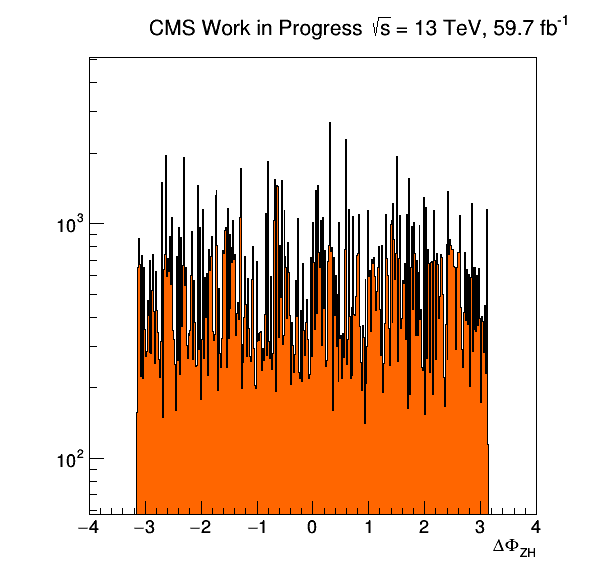 CMS Work in Progress √s = 13 TeV, 59.7 fb⁻¹
10³
10²
−4 −3 −2 −1 0 1 2 3 4
ΔΦ_ZH